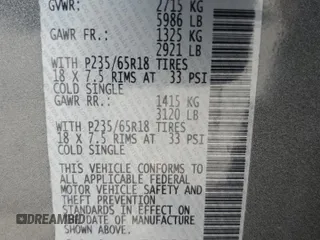 GVWR: 2715 KG
5986 LB
GAWR FR.: 1325 KG
2921 LB
WITH P235/65R18 TIRES
18 X 7.5 RIMS AT 33 PSI
COLD SINGLE
GAWR RR.: 1415 KG
3120 LB
WITH P235/65R18 TIRES
18 X 7.5 RIMS AT 33 PSI
COLD SINGLE
THIS VEHICLE CONFORMS TO
ALL APPLICABLE FEDERAL
MOTOR VEHICLE SAFETY AND
THEFT PREVENTION
STANDARDS IN EFFECT ON
DATE OF MANUFACTURE
SHOWN ABOVE.